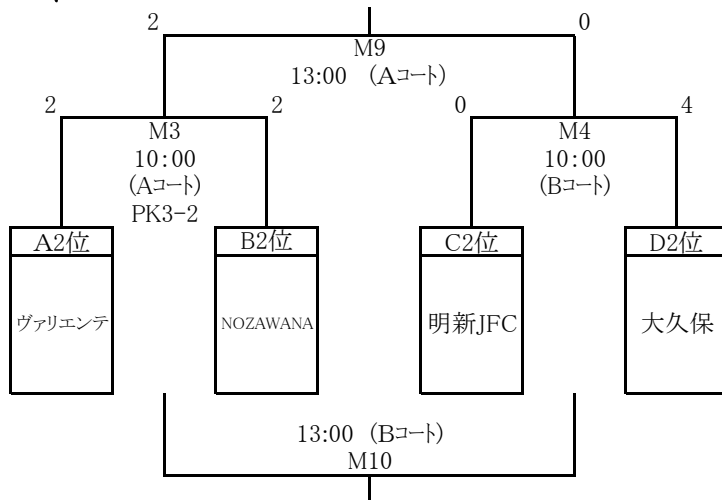 2 0
M9
13:00 (Aコート)
2 2 0 4
M3 M4
10:00 10:00
(Aコート) (Bコート)
PK3-2
A2位 B2位 C2位 D2位
ヴァリエンテ NOZAWANA 明新JFC 大久保
13:00 (Bコート)
M10